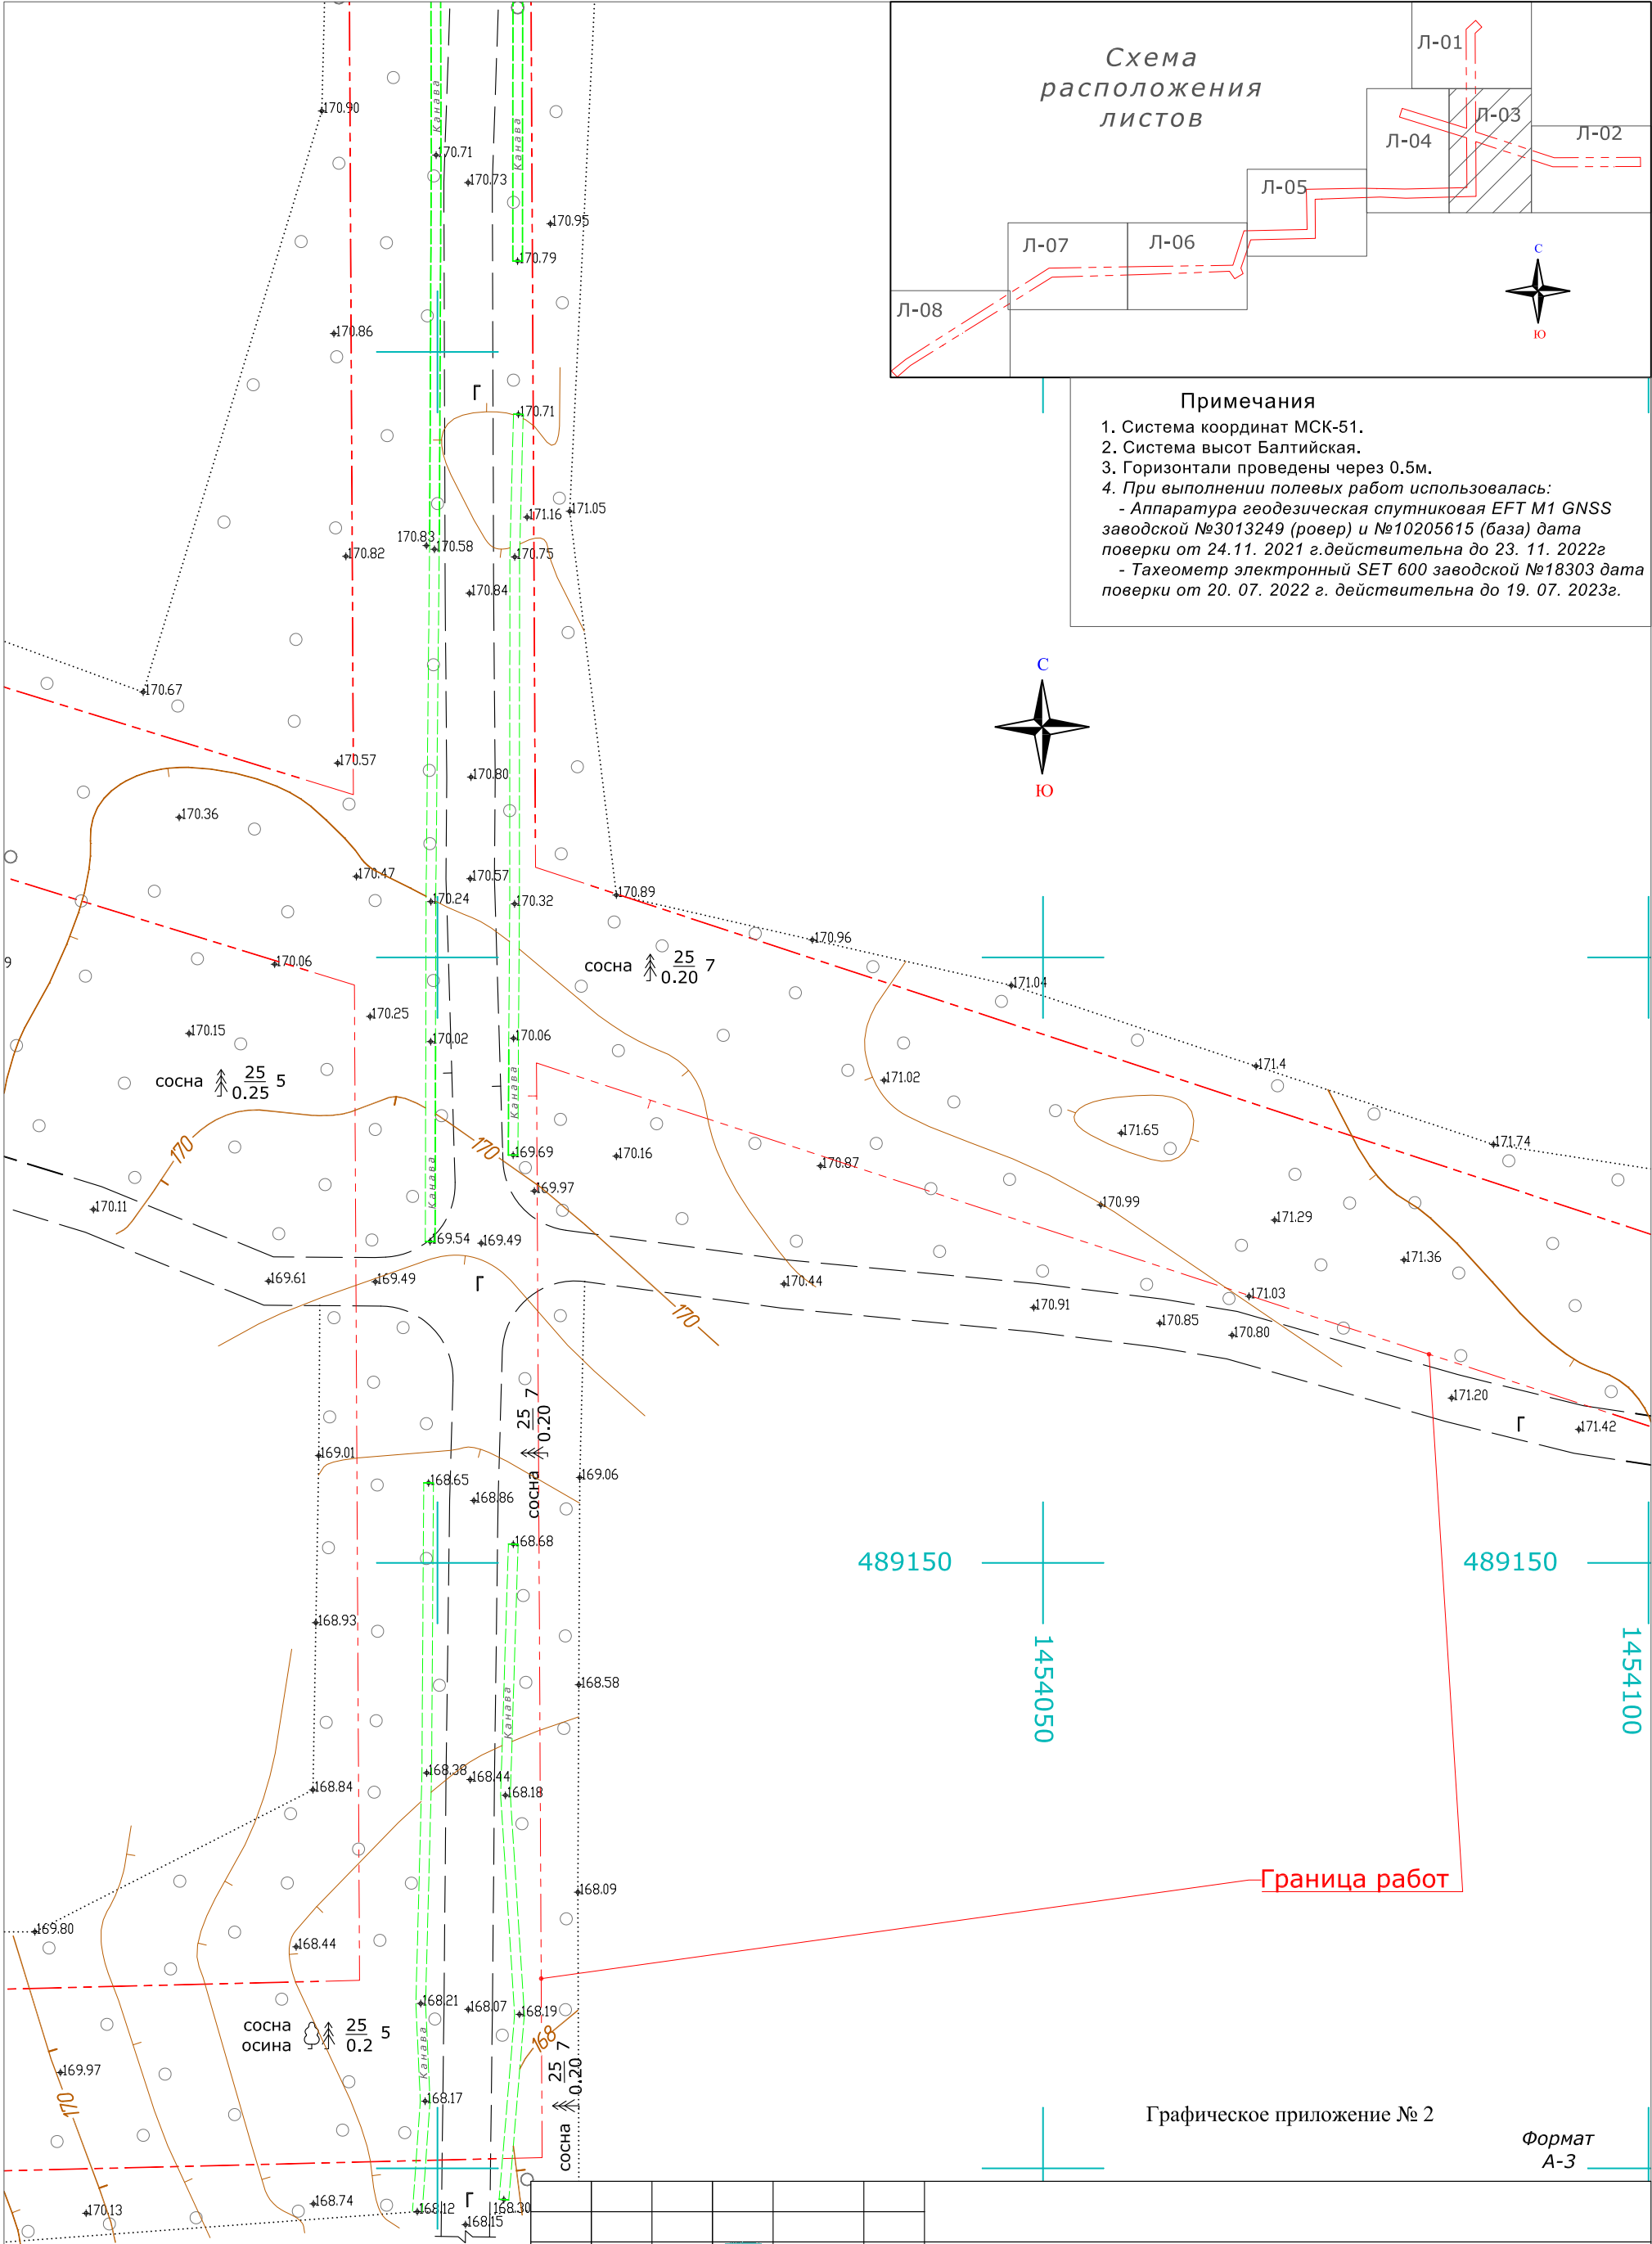 Схема
расположения
листов
Л-01
Л-03
Л-02
Л-04
Л-05
Л-06
Л-07
Л-08
С
Ю
Примечания
1. Система координат МСК-51.
2. Система высот Балтийская.
3. Горизонтали проведены через 0.5м.
4. При выполнении полевых работ использовалась:
- Аппаратура геодезическая спутниковая EFT M1 GNSS
заводской №3013249 (ровер) и №10205615 (база) дата
поверки от 24.11. 2021 г.действительна до 23. 11. 2022г
- Тахеометр электронный SET 600 заводской №18303 дата
поверки от 20. 07. 2022 г. действительна до 19. 07. 2023г.
С
Ю
Канава
Канава
170.90
170.71
170.73
170.95
170.79
170.86
Г
170.71
171.16
171.05
170.83
170.58
170.82
170.75
170.84
170.67
170.57
170.80
170.36
170.47
170.57
170.24
170.32
170.89
170.96
9
170.06
сосна 25 7
0.20
171.04
170.25
170.15
170.02
170.06
171.4
сосна 25 5
0.25
171.02
Канава
171.65
171.74
170
170
169.69
170.16
170.87
Канава
169.97
170.11
170.99
171.29
169.54
169.49
171.36
169.61
169.49
Г
170.44
171.03
170.91
170.85
170.80
170
171.20
171.42
Г
сосна 25 7
0.20
169.01
169.06
168.65
168.86
168.68
489150
489150
168.93
1454050
1454100
168.58
Канава
168.38
168.44
168.18
168.84
Граница работ
168.09
169.80
168.44
168.21
168.07
168.19
сосна
осина
25 5
0.2
168
Канава
169.97
170
168.17
сосна 25 7
0.20
Графическое приложение № 2
Формат
А-3
168.74
170.13
168.12
Г
168.30
168.15